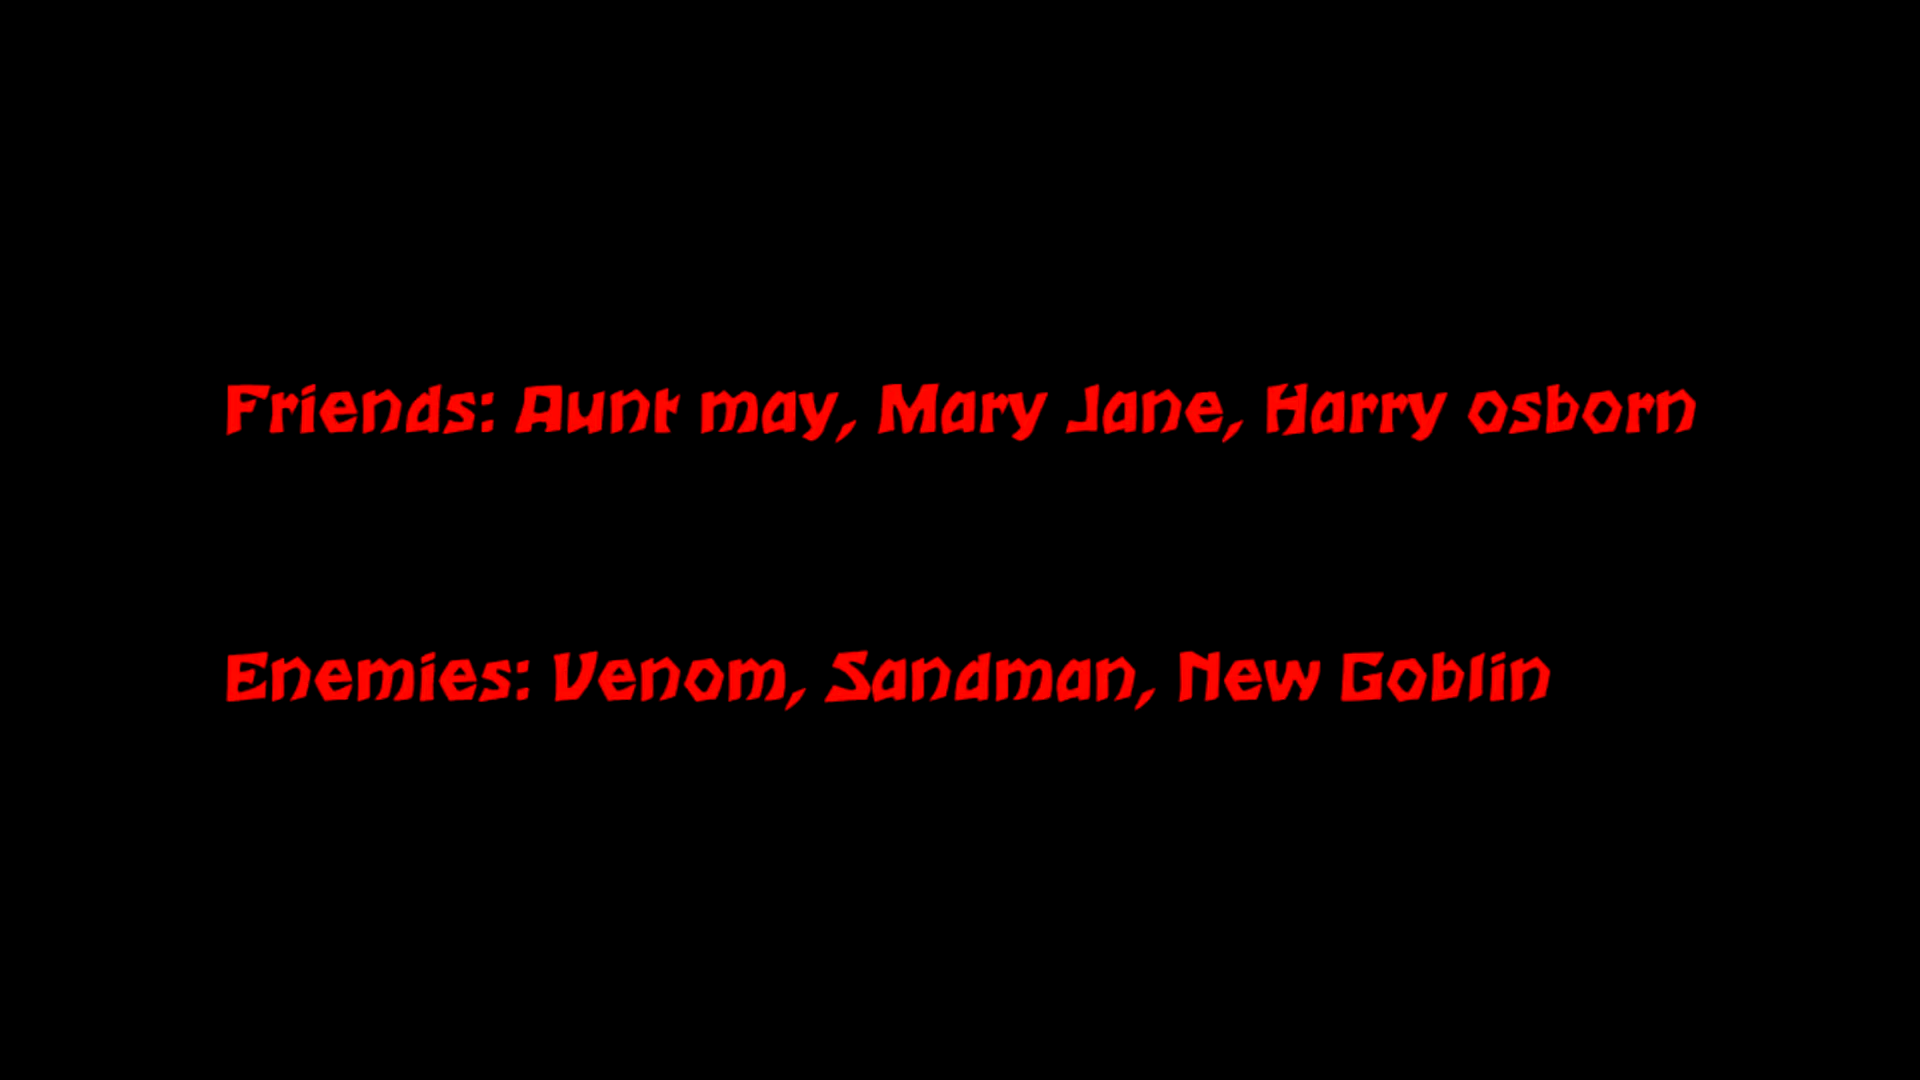 Friends: Aunt may, Mary Jane, Harry osborn
Enemies: Venom, Sandman, New Goblin